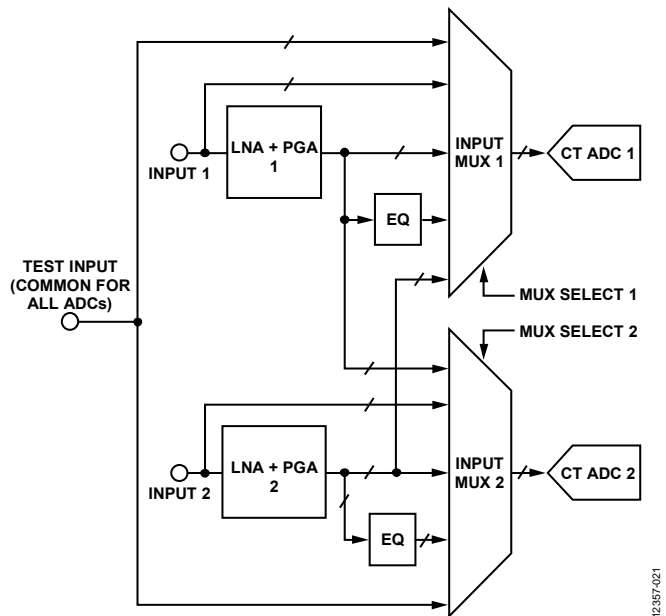 LNA + PGA
1
INPUT 1
INPUT
MUX 1
CT ADC 1
EQ
TEST INPUT
(COMMON FOR
ALL ADCs)
MUX SELECT 1
MUX SELECT 2
LNA + PGA
2
INPUT 2
INPUT
MUX 2
CT ADC 2
EQ
12357-021